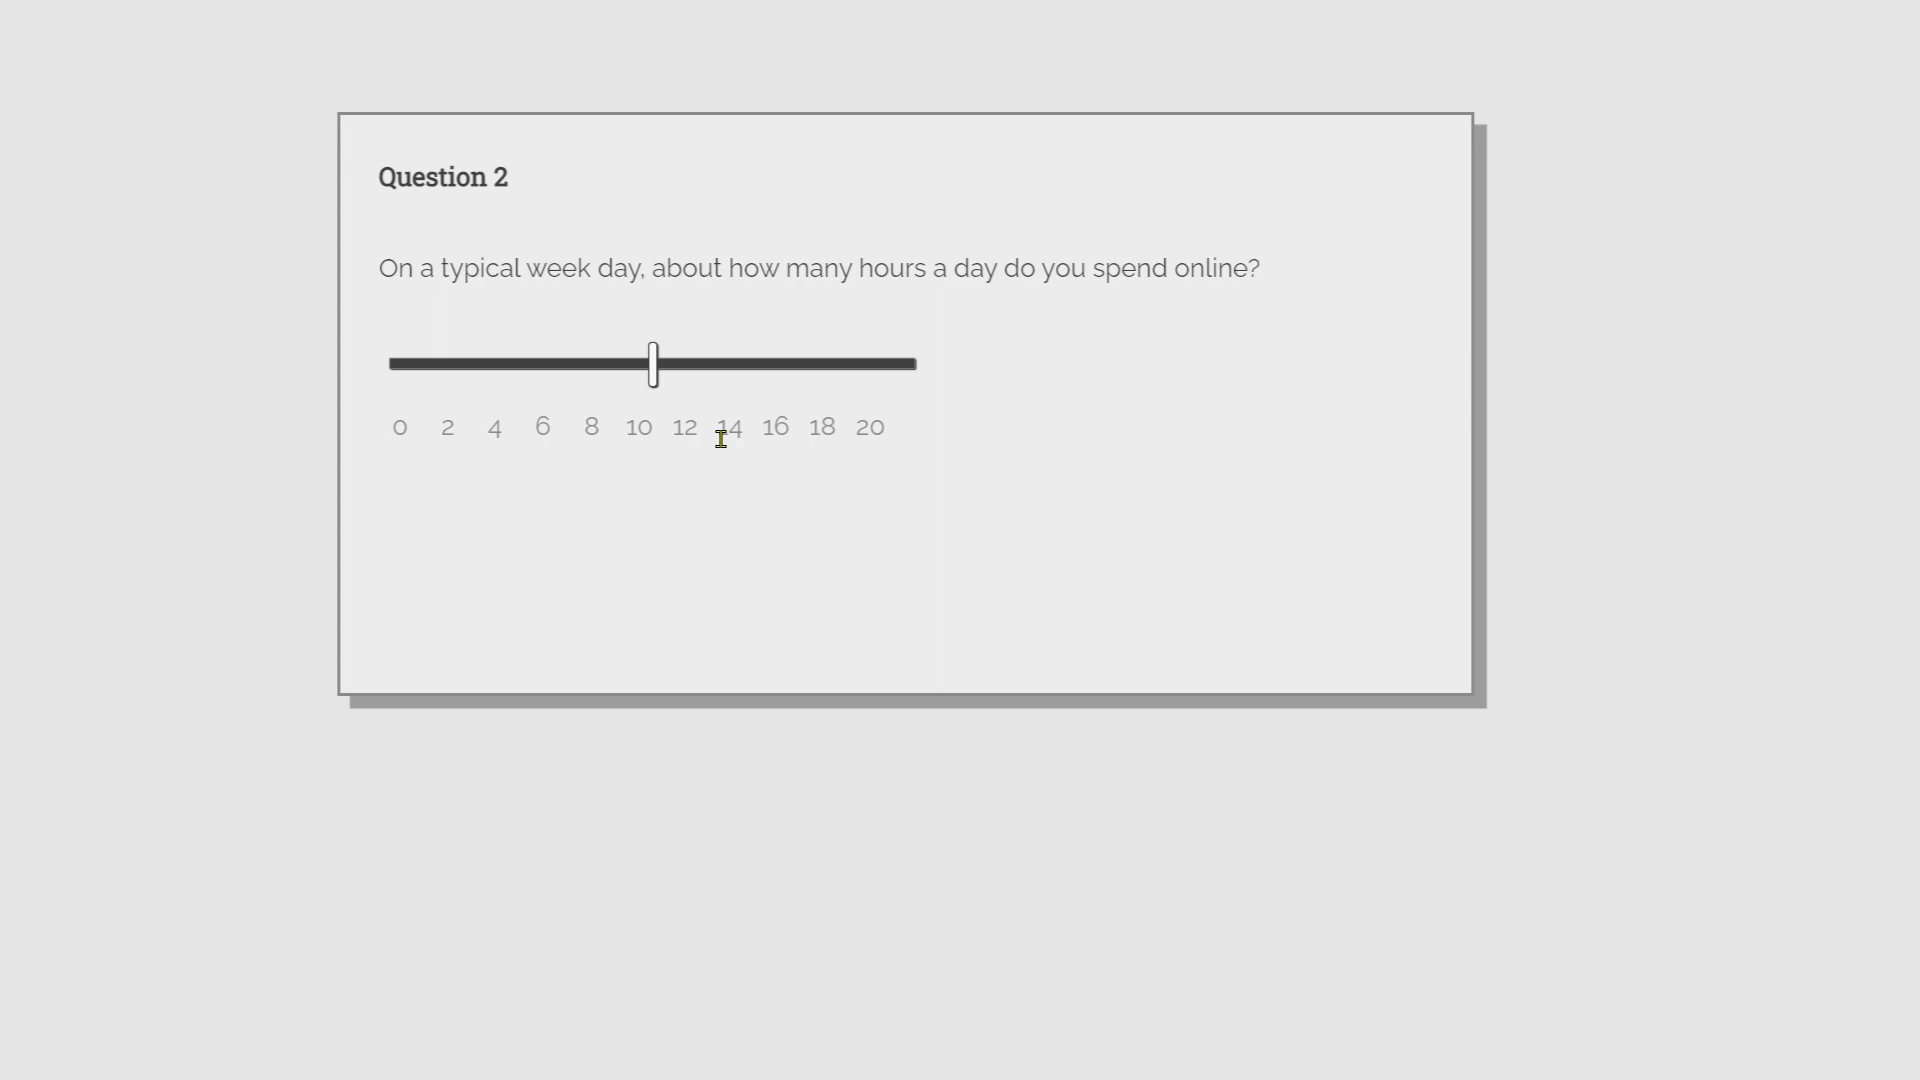 Question 2
On a typical week day, about how many hours a day do you spend online?
0 2 4 6 8 10 12 14 16 18 20